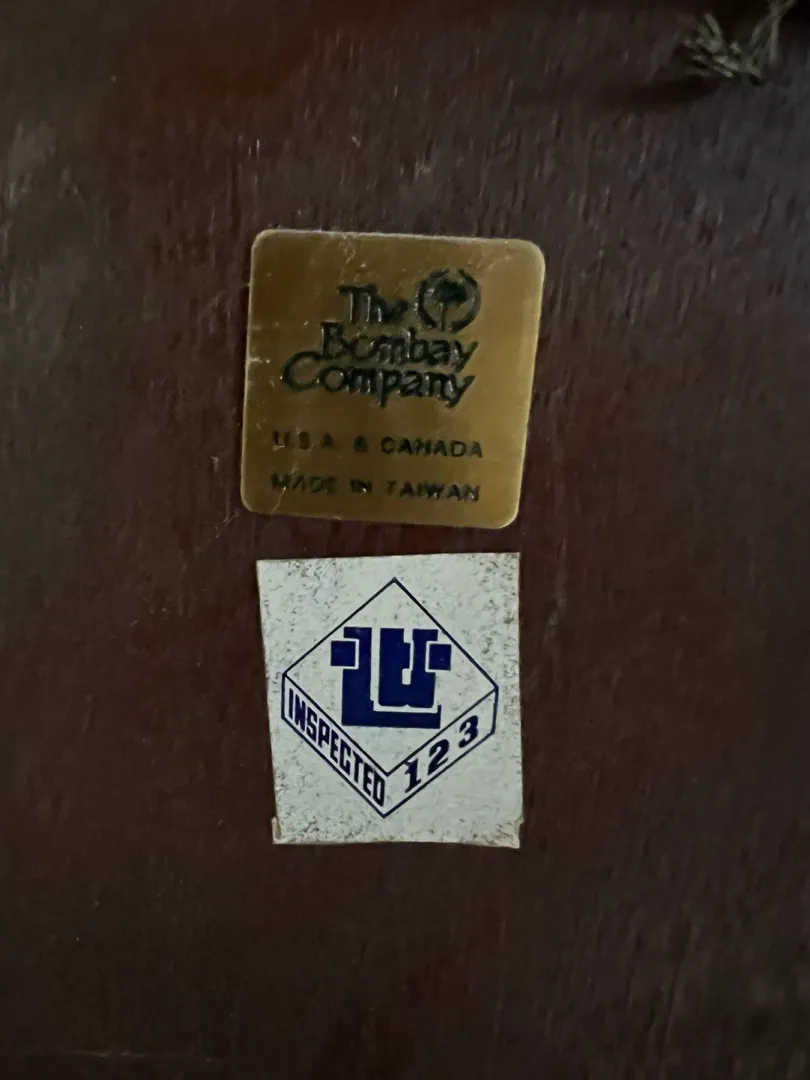 The
Bombay
Company
U.S.A. & CANADA
MADE IN TAIWAN
INSPECTED
123